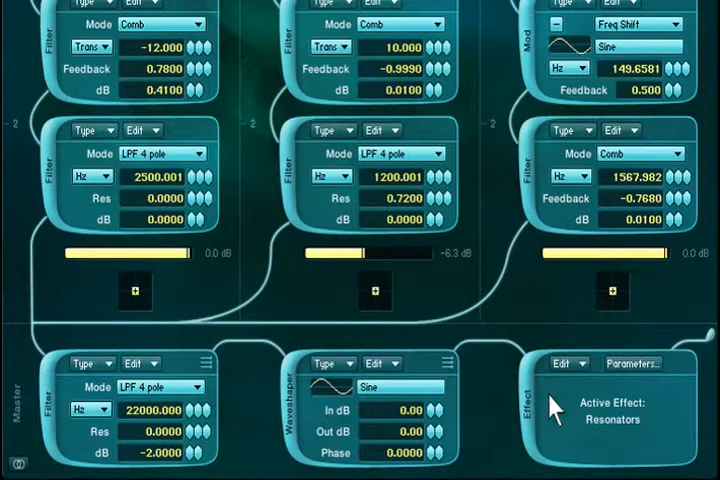 Type Edit
Type Edit
Type Edit
Filter
Mode Comb
Trans -12.000
Feedback 0.7800
dB 0.4100
Filter
Mode Comb
Trans 10.000
Feedback -0.9990
dB 0.0100
Mod
Freq Shift
Sine
Hz 149.6581
Feedback 0.500
2
2
2
Filter
Type Edit
Mode LPF 4 pole
Hz 2500.001
Res 0.0000
dB 0.0000
Filter
Type Edit
Mode LPF 4 pole
Hz 1200.001
Res 0.7200
dB 0.0000
Filter
Type Edit
Mode Comb
Hz 1567.982
Feedback -0.7680
dB 0.0100
0.0 dB
-6.3 dB
0.0 dB
Master
Filter
Type Edit
Mode LPF 4 pole
Hz 22000.000
Res 0.0000
dB -2.0000
Waveshaper
Type Edit
Sine
In dB 0.00
Out dB 0.00
Phase 0.0000
Effect
Edit Parameters...
Active Effect:
Resonators